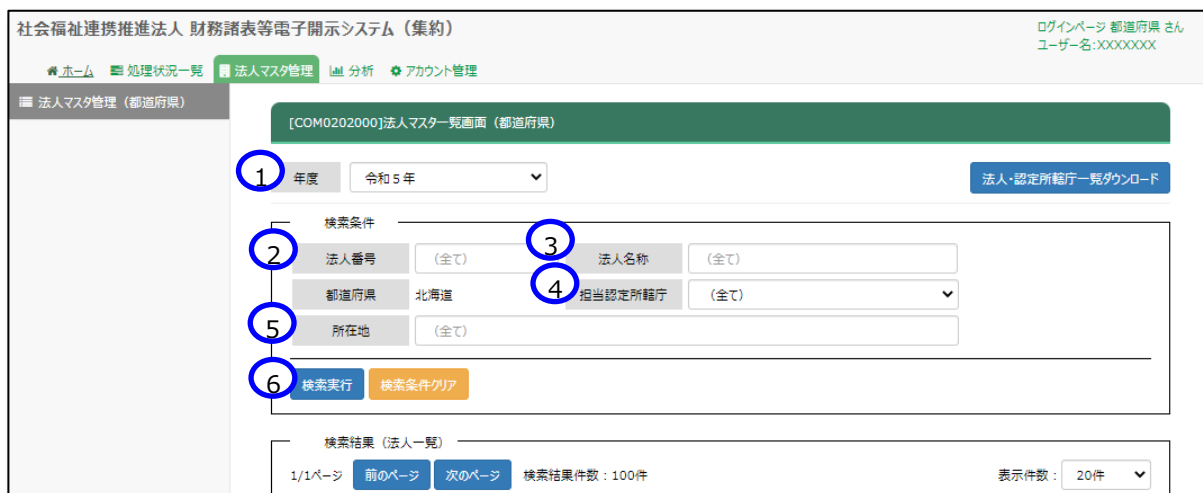 社会福祉連携推進法人 財務諸表等電子開示システム（集約）
ログインページ 都道府県 さん
ユーザー名:XXXXXXX
ホーム 処理状況一覧 法人マスタ管理 分析 アカウント管理
法人マスタ管理（都道府県）
[COM0202000]法人マスター覧画面（都道府県）
1 年度 令和５年 法人・認定所轄庁一覧ダウンロード
検索条件
2 法人番号 (全て) 3 法人名称 (全て)
都道府県 北海道 4 担当認定所轄庁 (全て)
5 所在地 (全て)
6 検索実行 検索条件クリア
検索結果（法人一覧）
1/1ページ 前のページ 次のページ 検索結果件数：100件 表示件数： 20件